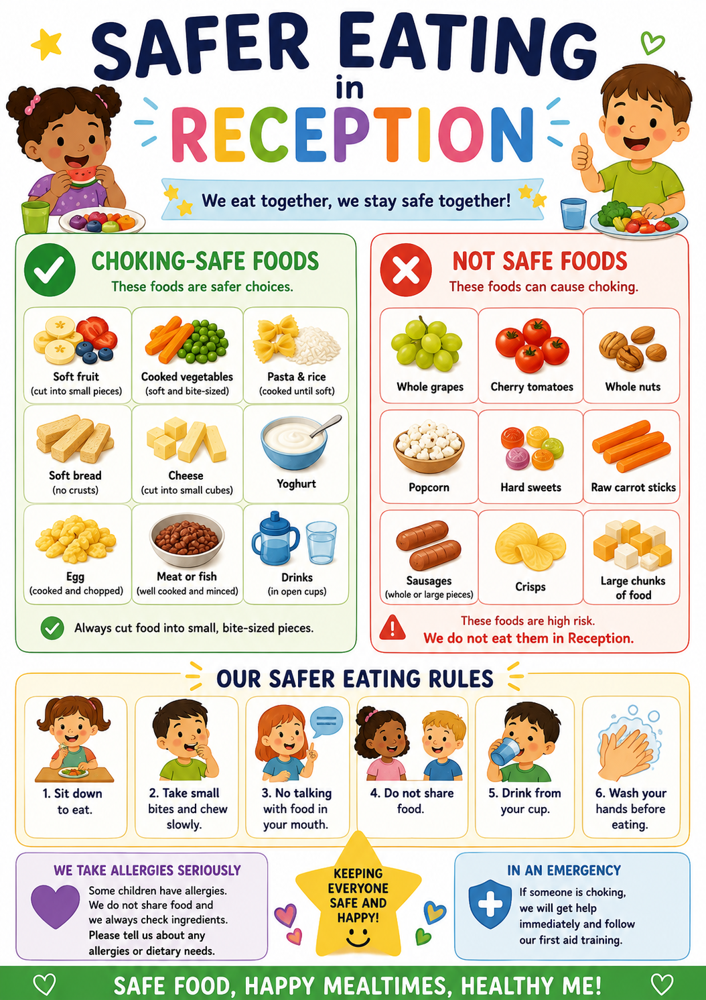 SAFER EATING
in
RECEPTION
We eat together, we stay safe together!
CHOKING-SAFE FOODS
These foods are safer choices.
Soft fruit
(cut into small pieces)
Cooked vegetables
(soft and bite-sized)
Pasta & rice
(cooked until soft)
Soft bread
(no crusts)
Cheese
(cut into small cubes)
Yoghurt
Egg
(cooked and chopped)
Meat or fish
(well cooked and minced)
Drinks
(in open cups)
Always cut food into small, bite-sized pieces.
NOT SAFE FOODS
These foods can cause choking.
Whole grapes
Cherry tomatoes
Whole nuts
Popcorn
Hard sweets
Raw carrot sticks
Sausages
(whole or large pieces)
Crisps
Large chunks
of food
These foods are high risk.
We do not eat them in Reception.
OUR SAFER EATING RULES
1. Sit down
to eat.
2. Take small
bites and chew
slowly.
3. No talking
with food in
your mouth.
4. Do not share
food.
5. Drink from
your cup.
6. Wash your
hands before
eating.
WE TAKE ALLERGIES SERIOUSLY
Some children have allergies.
We do not share food and
we always check ingredients.
Please tell us about any
allergies or dietary needs.
KEEPING
EVERYONE
SAFE AND
HAPPY!
IN AN EMERGENCY
If someone is choking,
we will get help
immediately and follow
our first aid training.
SAFE FOOD, HAPPY MEALTIMES, HEALTHY ME!